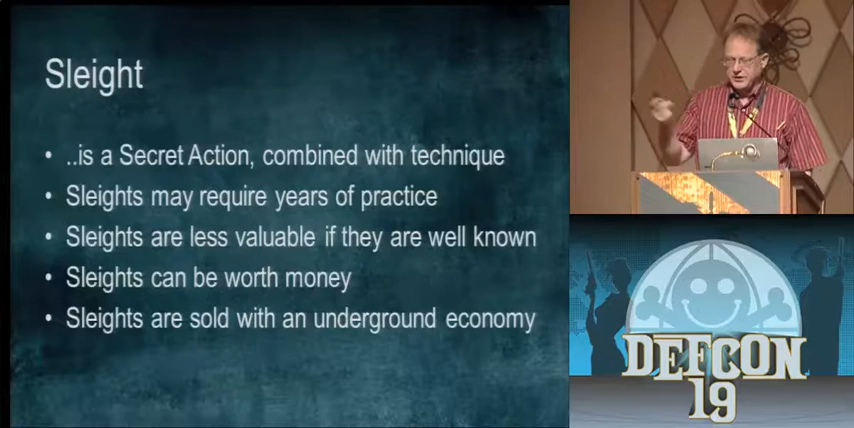 Sleight
• ..is a Secret Action, combined with technique
• Sleights may require years of practice
• Sleights are less valuable if they are well known
• Sleights can be worth money
• Sleights are sold with an underground economy
DEFCON
19